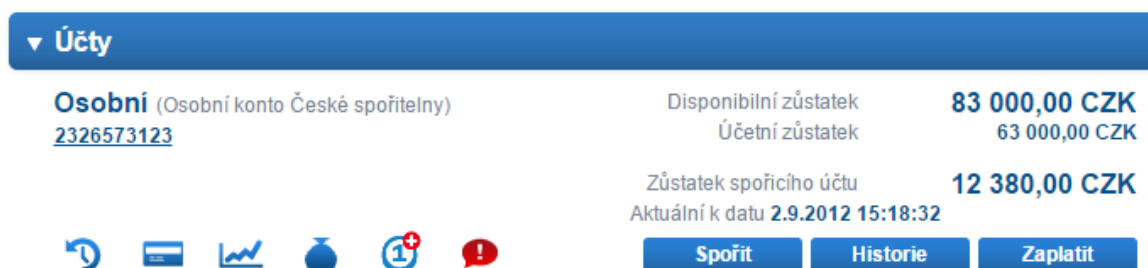 ▼ Účty
Osobní (Osobní konto České spořitelny)
2326573123
Disponibilní zůstatek 83 000,00 CZK
Účetní zůstatek 63 000,00 CZK
Zůstatek spořicího účtu 12 380,00 CZK
Aktuální k datu 2.9.2012 15:18:32
1
Spořit Historie Zaplatit